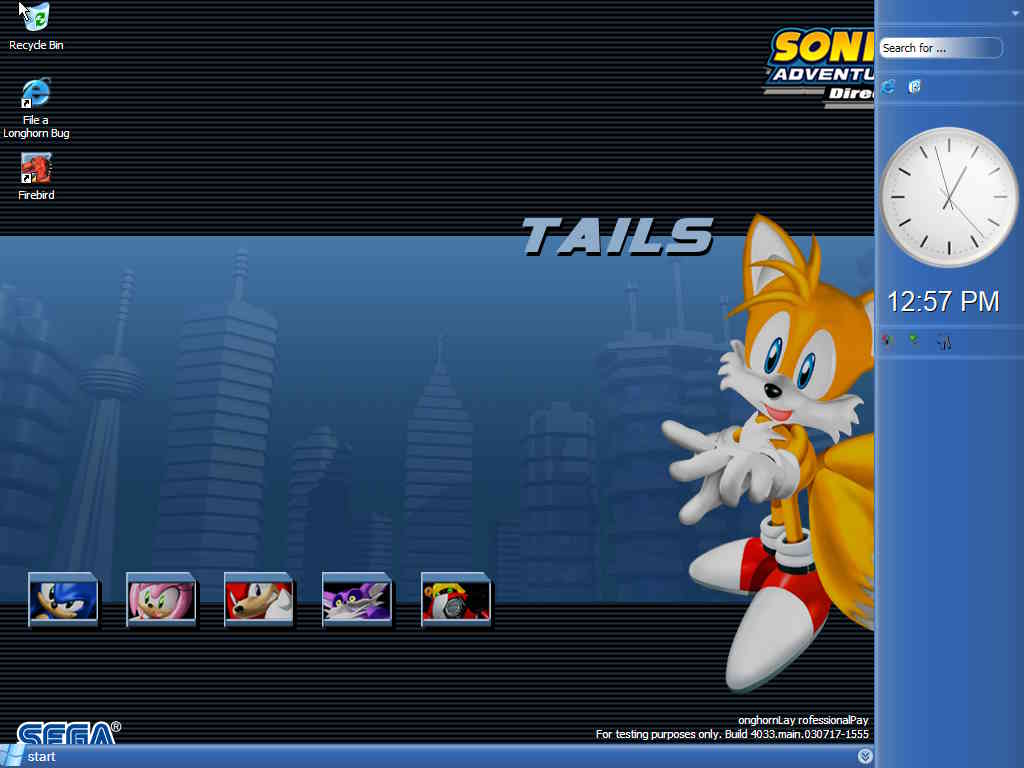 Recycle Bin
File a
Longhorn Bug
Firebird
SONI
ADVENTU
Dire
TAILS
SEGA®
onghornLay rofessionalPay
For testing purposes only. Build 4033.main.030717-1555
start
Search for ...
12:57 PM